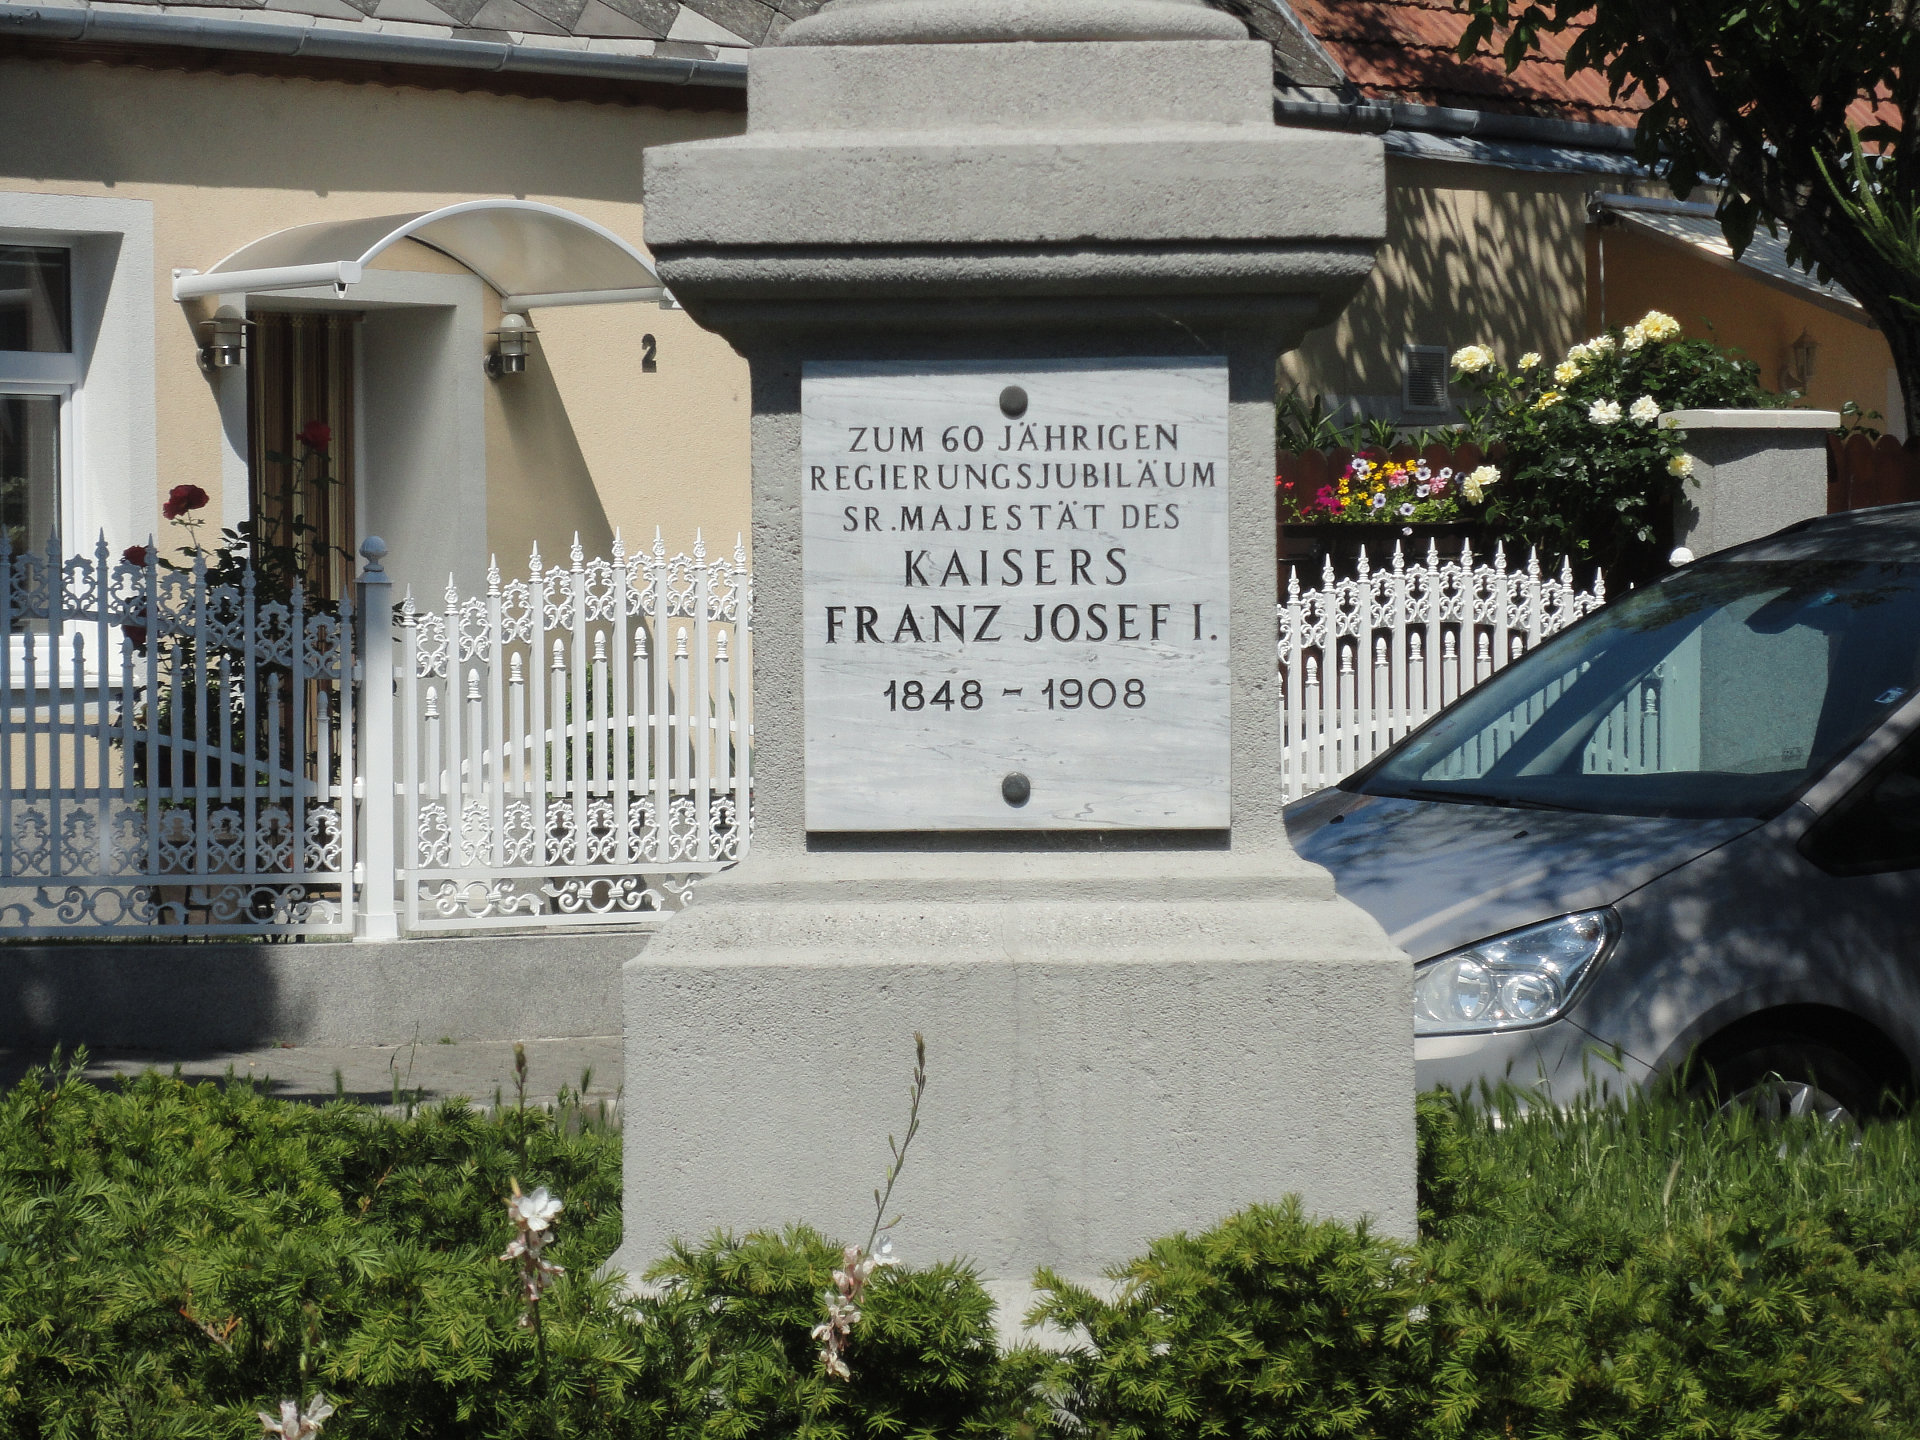 2
ZUM 60 JÄHRIGEN
REGIERUNGSJUBILÄUM
SR. MAJESTÄT DES
KAISERS
FRANZ JOSEF I.
1848 - 1908